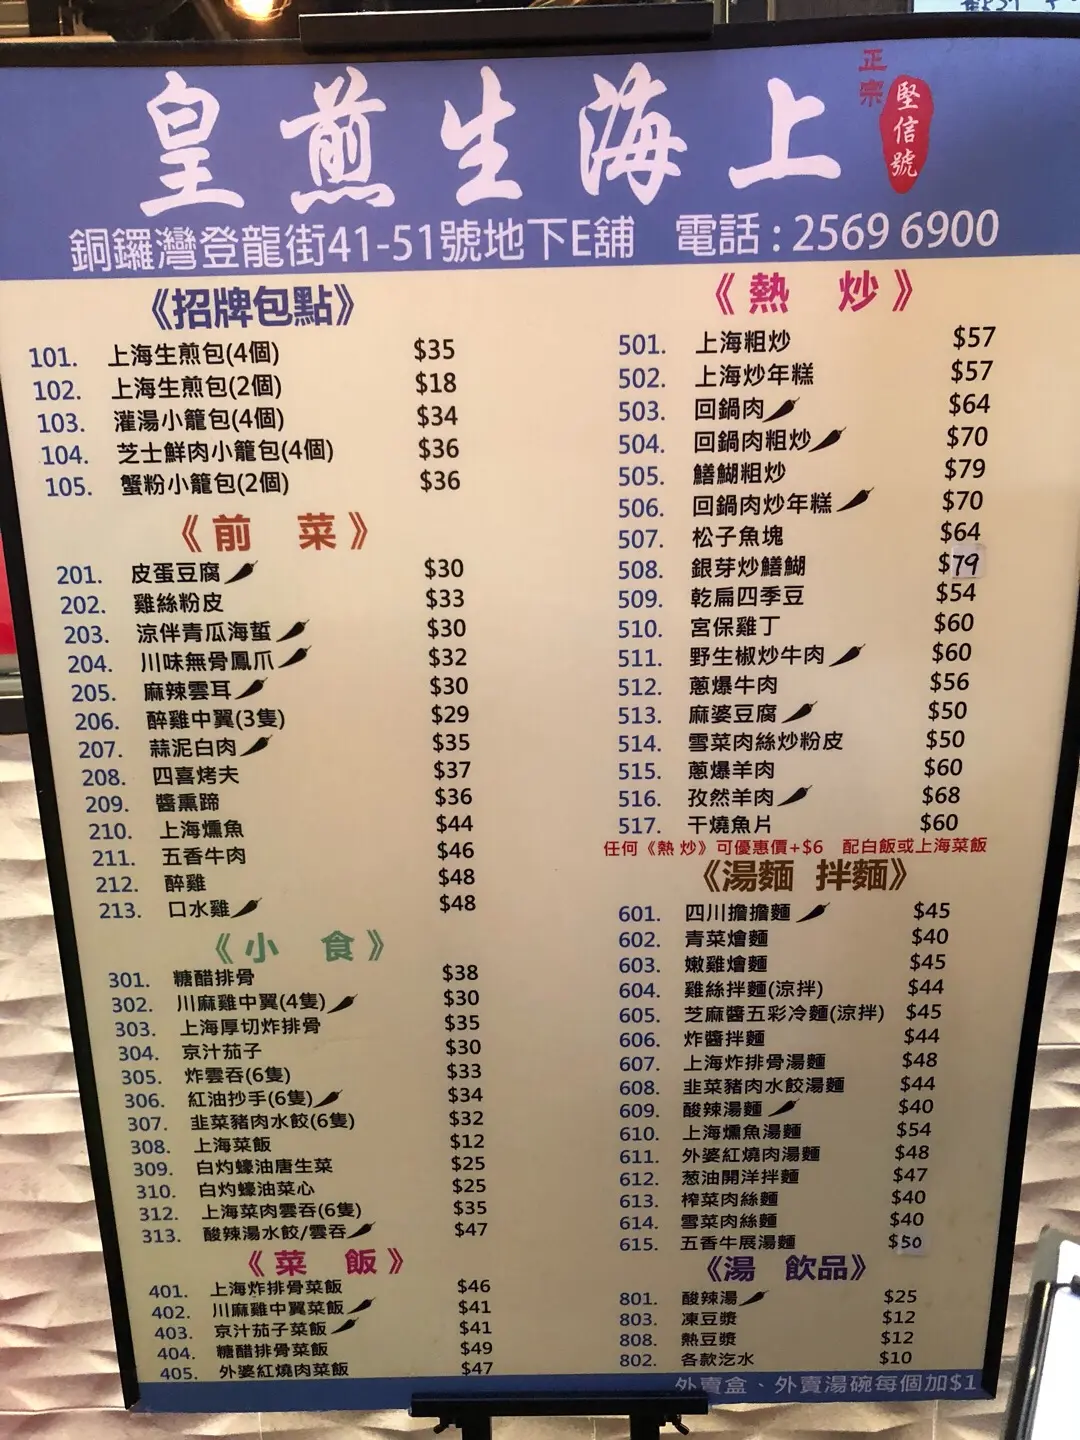 皇煎生海上
正宗
堅信號
銅鑼灣登龍街41-51號地下E舖 電話：2569 6900
《招牌包點》
101. 上海生煎包(4個) $35
102. 上海生煎包(2個) $18
103. 灌湯小籠包(4個) $34
104. 芝士鮮肉小籠包(4個) $36
105. 蟹粉小籠包(2個) $36
《前 菜》
201. 皮蛋豆腐 $30
202. 雞絲粉皮 $33
203. 涼伴青瓜海蜇 $30
204. 川味無骨鳳爪 $32
205. 麻辣雲耳 $30
206. 醉雞中翼(3隻) $29
207. 蒜泥白肉 $35
208. 四喜烤夫 $37
209. 醬熏蹄 $36
210. 上海燻魚 $44
211. 五香牛肉 $46
212. 醉雞 $48
213. 口水雞 $48
《小 食》
301. 糖醋排骨 $38
302. 川麻雞中翼(4隻) $30
303. 上海厚切炸排骨 $35
304. 京汁茄子 $30
305. 炸雲吞(6隻) $33
306. 紅油抄手(6隻) $34
307. 韭菜豬肉水餃(6隻) $32
308. 上海菜飯 $12
309. 白灼蠔油唐生菜 $25
310. 白灼蠔油菜心 $25
312. 上海菜肉雲吞(6隻) $35
313. 酸辣湯水餃/雲吞 $47
《菜 飯》
401. 上海炸排骨菜飯 $46
402. 川麻雞中翼菜飯 $41
403. 京汁茄子菜飯 $41
404. 糖醋排骨菜飯 $49
405. 外婆紅燒肉菜飯 $47
《熱 炒》
501. 上海粗炒 $57
502. 上海炒年糕 $57
503. 回鍋肉 $64
504. 回鍋肉粗炒 $70
505. 鱔鰗粗炒 $79
506. 回鍋肉炒年糕 $70
507. 松子魚塊 $64
508. 銀芽炒鱔鰗 $79
509. 乾扁四季豆 $54
510. 宮保雞丁 $60
511. 野生椒炒牛肉 $60
512. 蔥爆牛肉 $56
513. 麻婆豆腐 $50
514. 雪菜肉絲炒粉皮 $50
515. 蔥爆羊肉 $60
516. 孜然羊肉 $68
517. 干燒魚片 $60
任何《熱炒》可優惠價+$6 配白飯或上海菜飯
《湯麵 拌麵》
601. 四川擔擔麵 $45
602. 青菜燴麵 $40
603. 嫩雞燴麵 $45
604. 雞絲拌麵(涼拌) $44
605. 芝麻醬五彩冷麵(涼拌) $45
606. 炸醬拌麵 $44
607. 上海炸排骨湯麵 $48
608. 韭菜豬肉水餃湯麵 $44
609. 酸辣湯麵 $40
610. 上海燻魚湯麵 $54
611. 外婆紅燒肉湯麵 $48
612. 葱油開洋拌麵 $47
613. 榨菜肉絲麵 $40
614. 雪菜肉絲麵 $40
615. 五香牛展湯麵 $50
《湯 飲品》
801. 酸辣湯 $25
803. 凍豆漿 $12
808. 熱豆漿 $12
802. 各款汽水 $10
外賣盒、外賣湯碗每個加$1